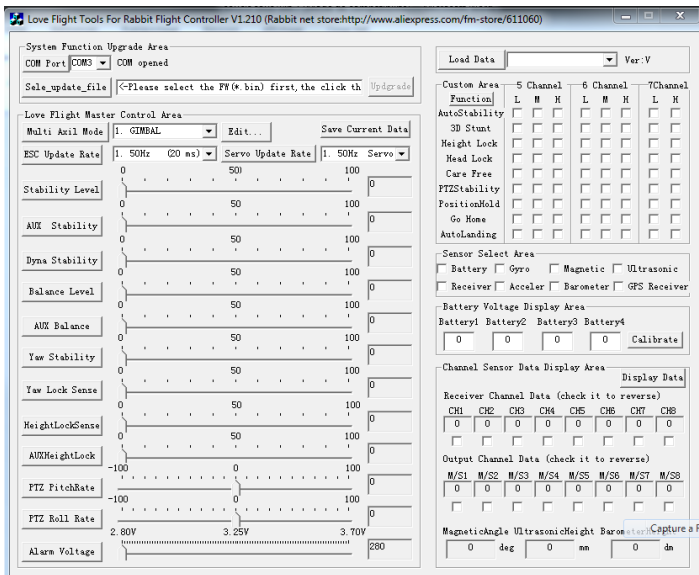 Love Flight Tools For Rabbit Flight Controller V1.210 (Rabbit net store:http://www.aliexpress.com/fm-store/611060)
System Function Upgrade Area
COM Port COM3 COM opened
Sele_update_file <-Please select the FW(*.bin) first,the click th Updgrade
Love Flight Master Control Area
Multi Axil Mode 1. GIMBAL Edit... Save Current Data
ESC Update Rate 1. 50Hz (20 ms) Servo Update Rate 1. 50Hz Servo
0 50 100
Stability Level 0
0 50 100
AUX Stability 0
0 50 100
Dyna Stability 0
0 50 100
Balance Level 0
0 50 100
AUX Balance 0
0 50 100
Yaw Stability 0
0 50 100
Yaw Lock Sense 0
0 50 100
HeightLockSense 0
0 50 100
AUXHeightLock 0
-100 0 100
PTZ PitchRate 0
-100 0 100
PTZ Roll Rate 0
2.80V 3.25V 3.70V
Alarm Voltage 280
Load Data Ver:V
Custom Area 5 Channel 6 Channel 7Channel
Function L M H L M H L H
AutoStability
3D Stunt
Height Lock
Head Lock
Care Free
PTZStability
PositionHold
Go Home
AutoLanding
Sensor Select Area
Battery Gyro Magnetic Ultrasonic
Receiver Acceler Barometer GPS Receiver
Battery Voltage Display Area
Battery1 Battery2 Battery3 Battery4
0 0 0 0 Calibrate
Channel Sensor Data Display Area
Display Data
Receiver Channel Data (check it to reverse)
CH1 CH2 CH3 CH4 CH5 CH6 CH7 CH8
0 0 0 0 0 0 0 0
Output Channel Data (check it to reverse)
M/S1 M/S2 M/S3 M/S4 M/S5 M/S6 M/S7 M/S8
0 0 0 0 0 0 0 0
MagneticAngle UltrasonicHeight Capture a
0 deg 0 mm 0 dm